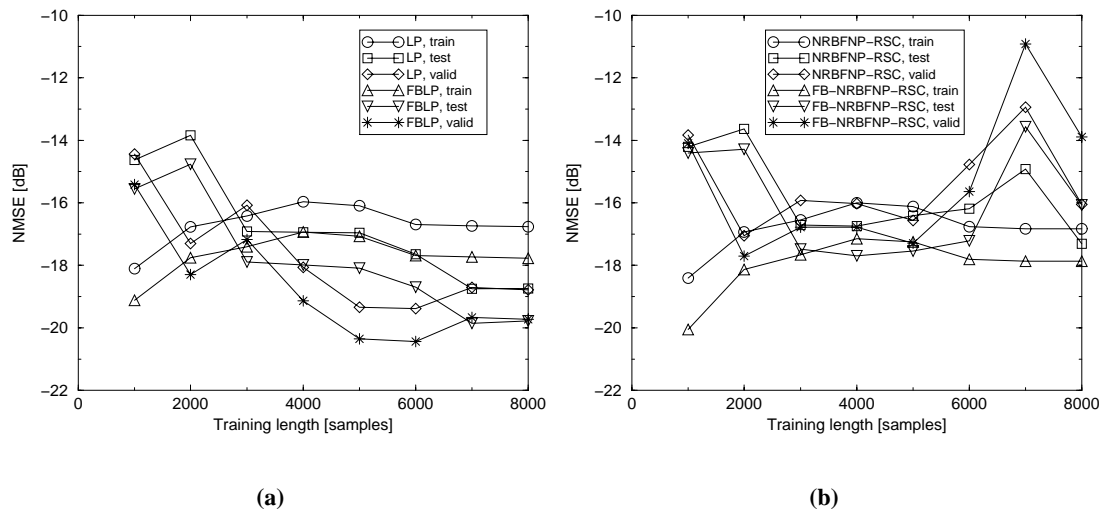 −10
−12
−14
−16
−18
−20
−22
NMSE [dB]
0
2000
4000
6000
8000
Training length [samples]
LP, train
LP, test
LP, valid
FBLP, train
FBLP, test
FBLP, valid
(a)
−10
−12
−14
−16
−18
−20
−22
NMSE [dB]
0
2000
4000
6000
8000
Training length [samples]
NRBFNP−RSC, train
NRBFNP−RSC, test
NRBFNP−RSC, valid
FB−NRBFNP−RSC, train
FB−NRBFNP−RSC, test
FB−NRBFNP−RSC, valid
(b)